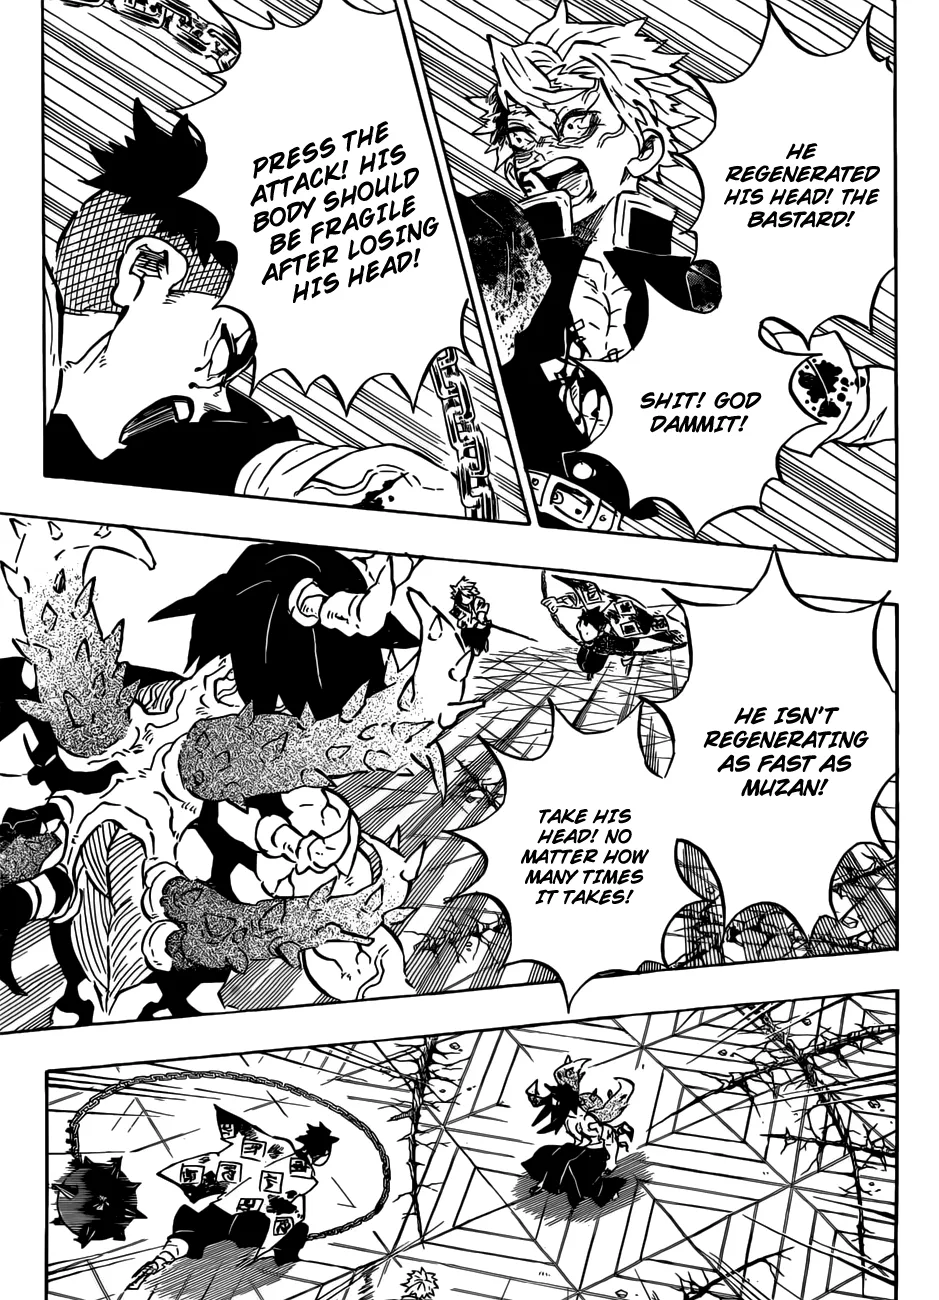 HE
REGENERATED
HIS HEAD! THE
BASTARD!
SHIT! GOD
DAMMIT!
PRESS THE
ATTACK! HIS
BODY SHOULD
BE FRAGILE
AFTER LOSING
HIS HEAD!
HE ISN'T
REGENERATING
AS FAST AS
MUZAN!
TAKE HIS
HEAD! NO
MATTER HOW
MANY TIMES
IT TAKES!